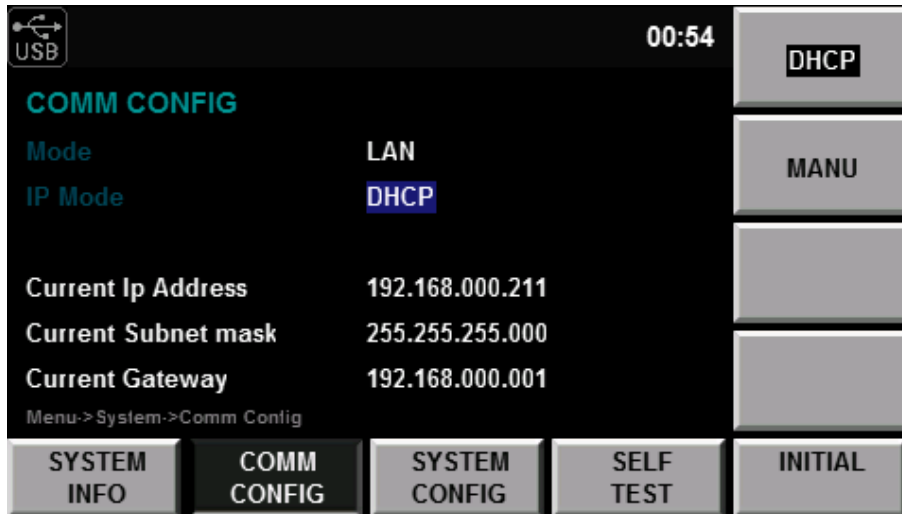 USB 00:54 DHCP
COMM CONFIG
Mode LAN
MANU
IP Mode DHCP
Current Ip Address 192.168.000.211
Current Subnet mask 255.255.255.000
Current Gateway 192.168.000.001
Menu->System->Comm Config
SYSTEM INFO
COMM CONFIG
SYSTEM CONFIG
SELF TEST
INITIAL